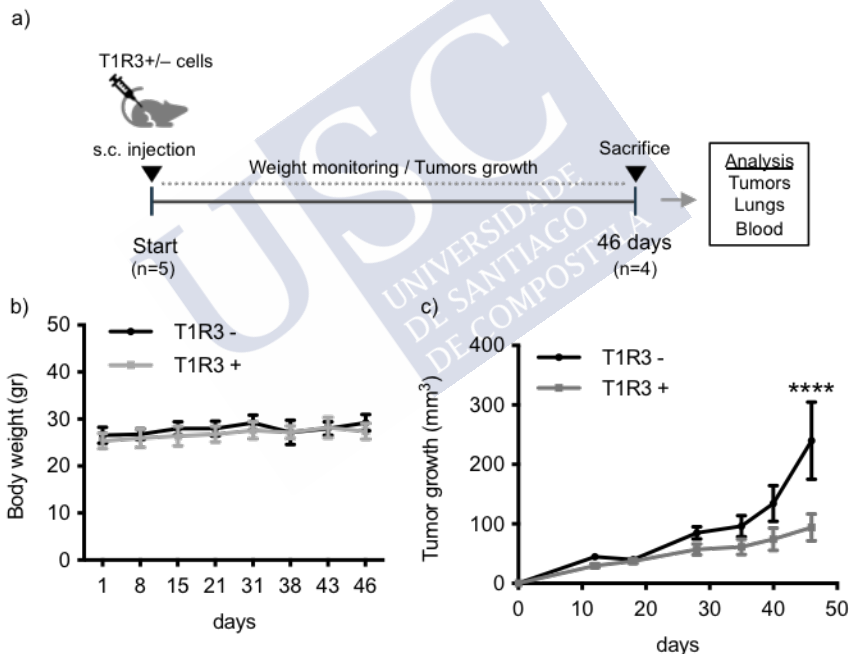 a)
T1R3+/– cells
s.c. injection
Weight monitoring / Tumors growth
Sacrifice
Start
(n=5)
46 days
(n=4)
Analysis
Tumors
Lungs
Blood
USC
UNIVERSIDADE
DE SANTIAGO
DE COMPOSTELA
b)
T1R3 -
T1R3 +
Body weight (gr)
50
40
30
20
10
0
1 8 15 21 31 38 43 46
days
c)
T1R3 -
T1R3 +
****
Tumor growth (mm³)
400
300
200
100
0
0 10 20 30 40 50
days